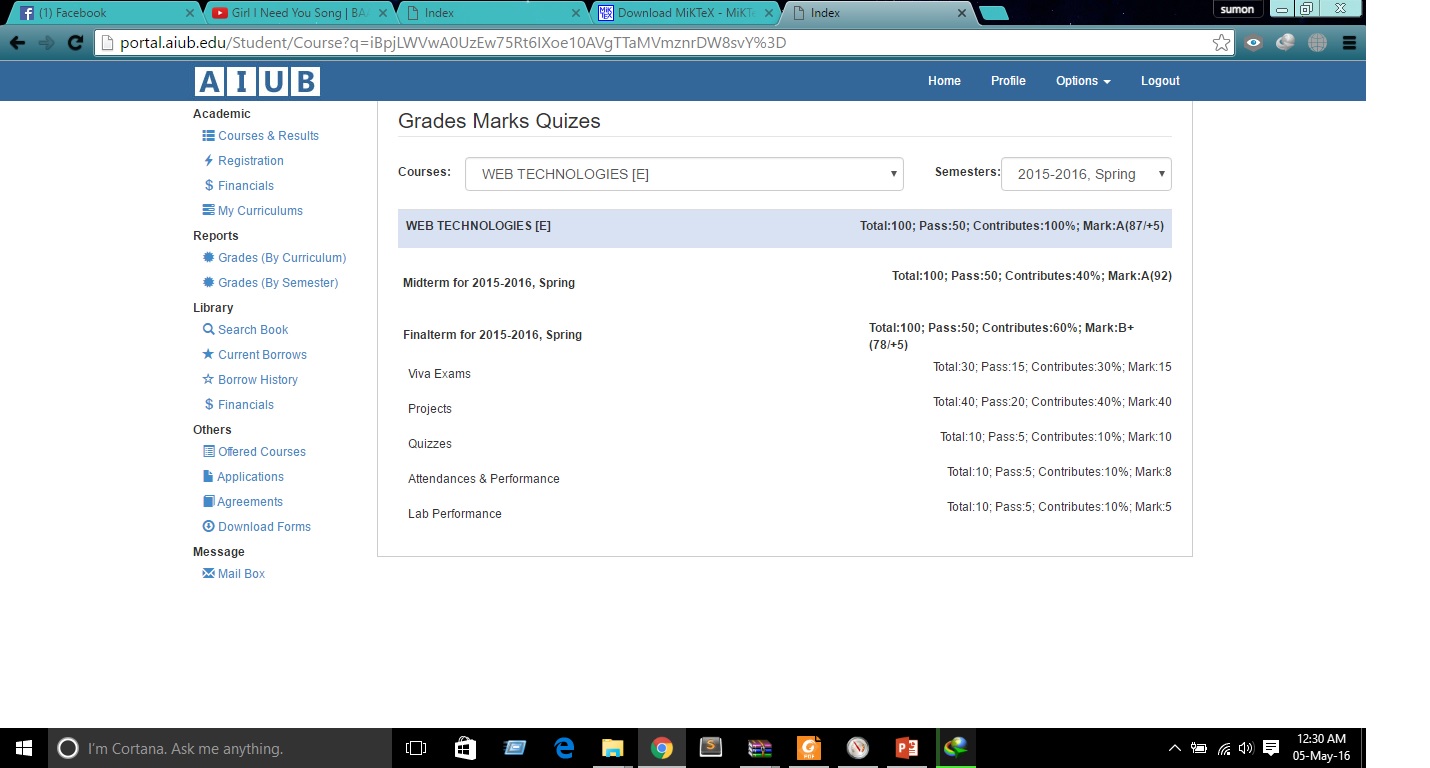 (1) Facebook
Girl I Need You Song | BA
Index
Download MiKTeX - MiKTe
Index
sumon
portal.aiub.edu/Student/Course?q=iBpjLWVwA0UzEw75Rt6IXoe10AVgTTaMVmznrDW8svY%3D
AIUB
Home Profile Options Logout
Academic
Courses & Results
Registration
$ Financials
My Curriculums
Reports
Grades (By Curriculum)
Grades (By Semester)
Library
Search Book
Current Borrows
Borrow History
$ Financials
Others
Offered Courses
Applications
Agreements
Download Forms
Message
Mail Box
Grades Marks Quizes
Courses: WEB TECHNOLOGIES [E] Semesters: 2015-2016, Spring
WEB TECHNOLOGIES [E] Total:100; Pass:50; Contributes:100%; Mark:A(87/+5)
Midterm for 2015-2016, Spring Total:100; Pass:50; Contributes:40%; Mark:A(92)
Finalterm for 2015-2016, Spring Total:100; Pass:50; Contributes:60%; Mark:B+
(78/+5)
Viva Exams Total:30; Pass:15; Contributes:30%; Mark:15
Projects Total:40; Pass:20; Contributes:40%; Mark:40
Quizzes Total:10; Pass:5; Contributes:10%; Mark:10
Attendances & Performance Total:10; Pass:5; Contributes:10%; Mark:8
Lab Performance Total:10; Pass:5; Contributes:10%; Mark:5
I'm Cortana. Ask me anything.
12:30 AM
05-May-16